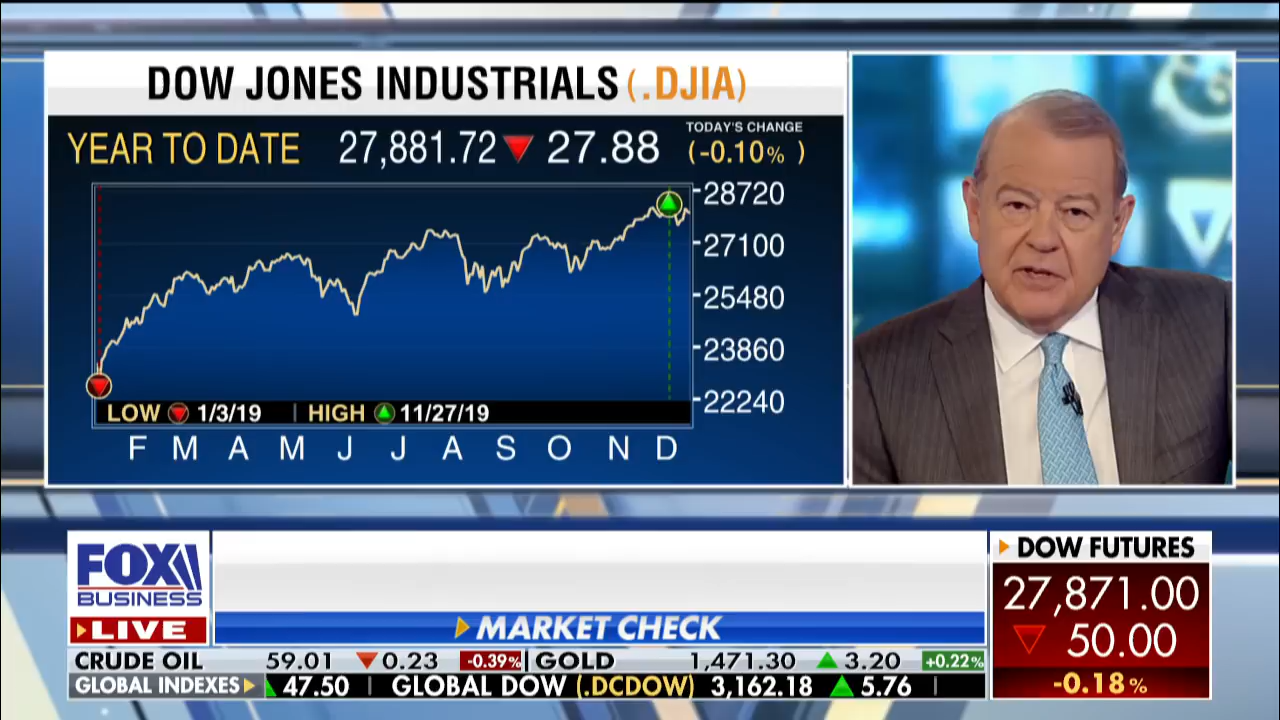 DOW JONES INDUSTRIALS (.DJIA)
YEAR TO DATE 27,881.72 27.88 TODAY'S CHANGE (-0.10%)
28720
27100
25480
23860
22240
LOW 1/3/19 | HIGH 11/27/19
F M A M J J A S O N D
FOX BUSINESS
LIVE
MARKET CHECK
DOW FUTURES
27,871.00
50.00
-0.18%
CRUDE OIL 59.01 0.23 -0.39% GOLD 1,471.30 3.20 +0.22%
GLOBAL INDEXES 47.50 | GLOBAL DOW (.DCDOW) 3,162.18 5.76 |